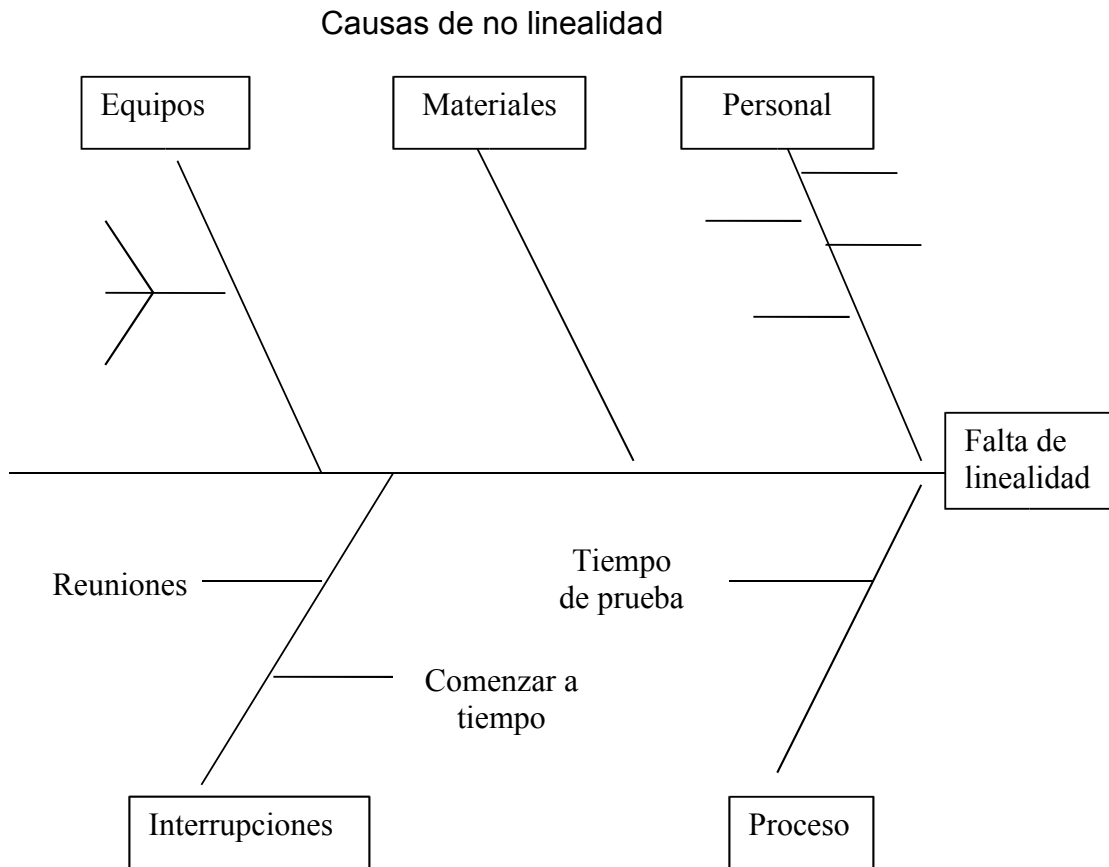 Causas de no linealidad
Equipos
Materiales
Personal
Falta de
linealidad
Reuniones
Tiempo
de prueba
Comenzar a
tiempo
Interrupciones
Proceso